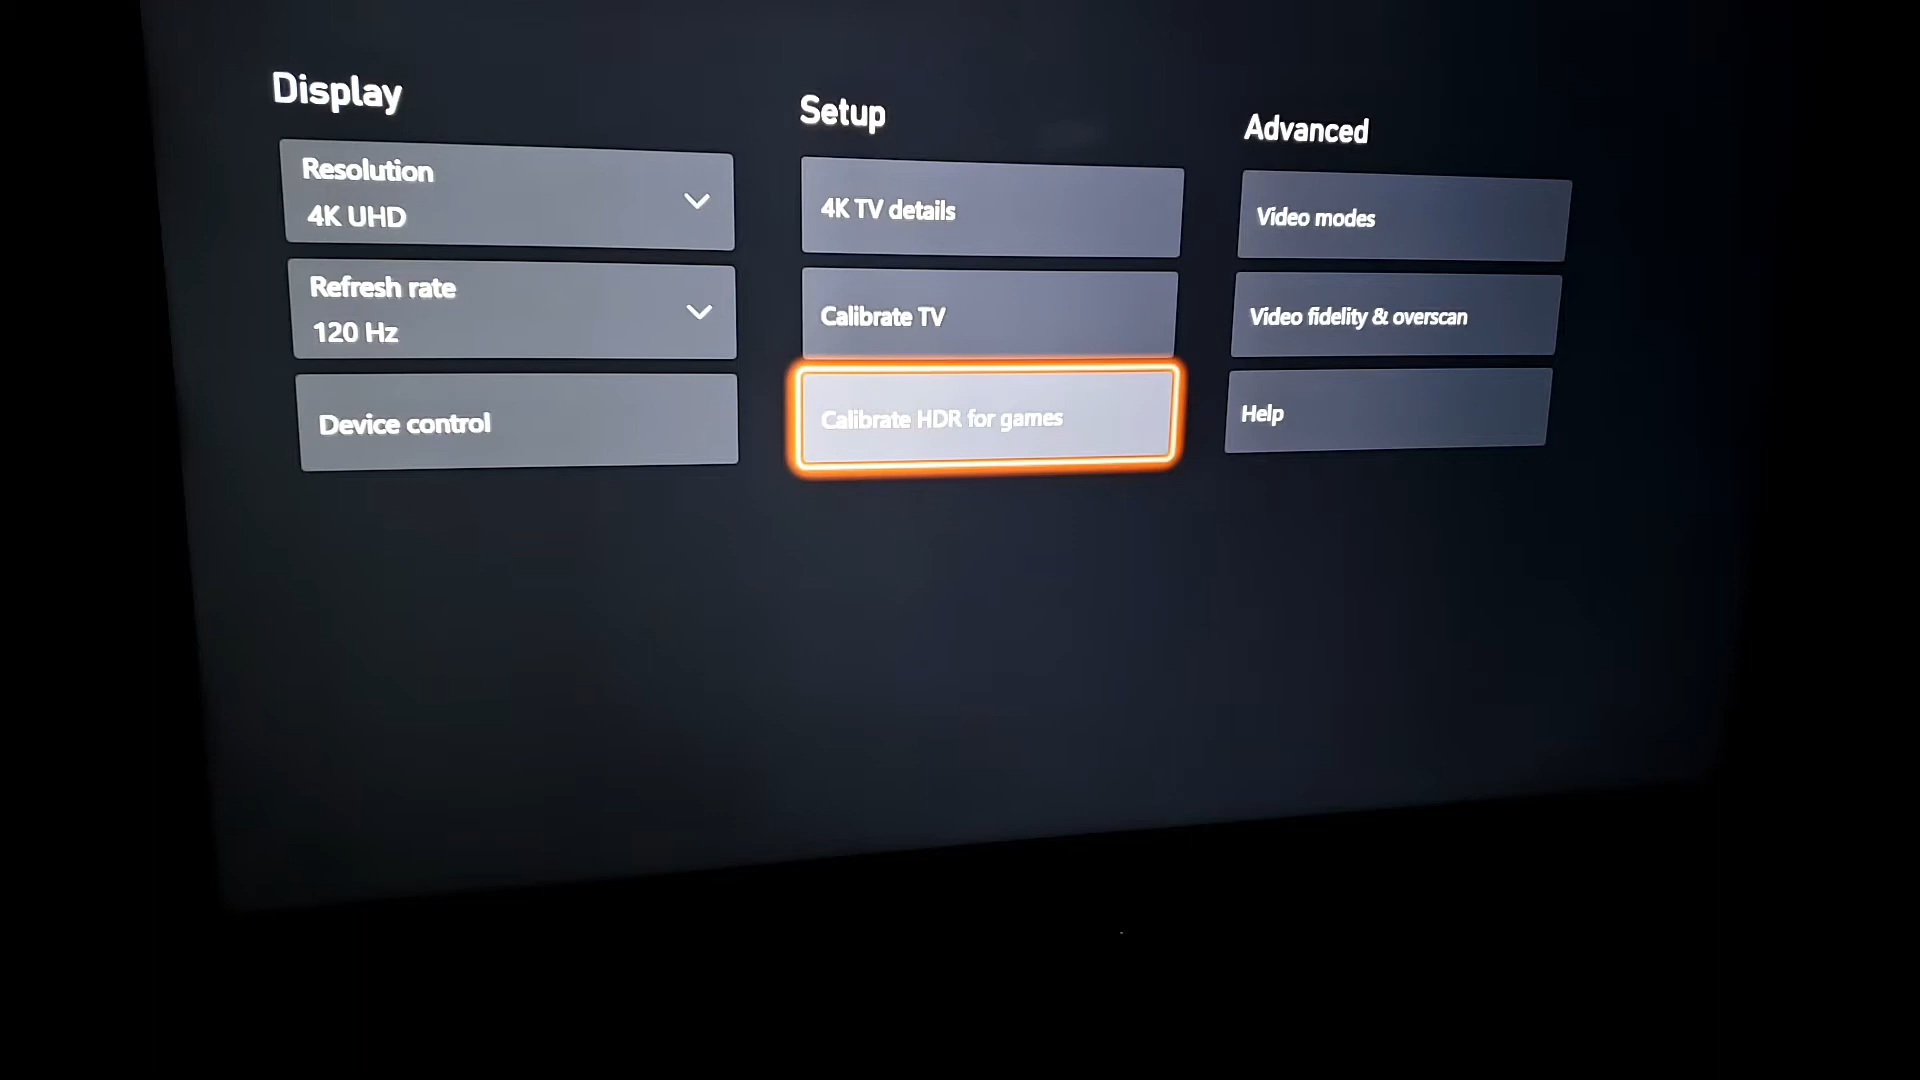 Display
Resolution
4K UHD
Refresh rate
120 Hz
Device control
Setup
4K TV details
Calibrate TV
Calibrate HDR for games
Advanced
Video modes
Video fidelity & overscan
Help